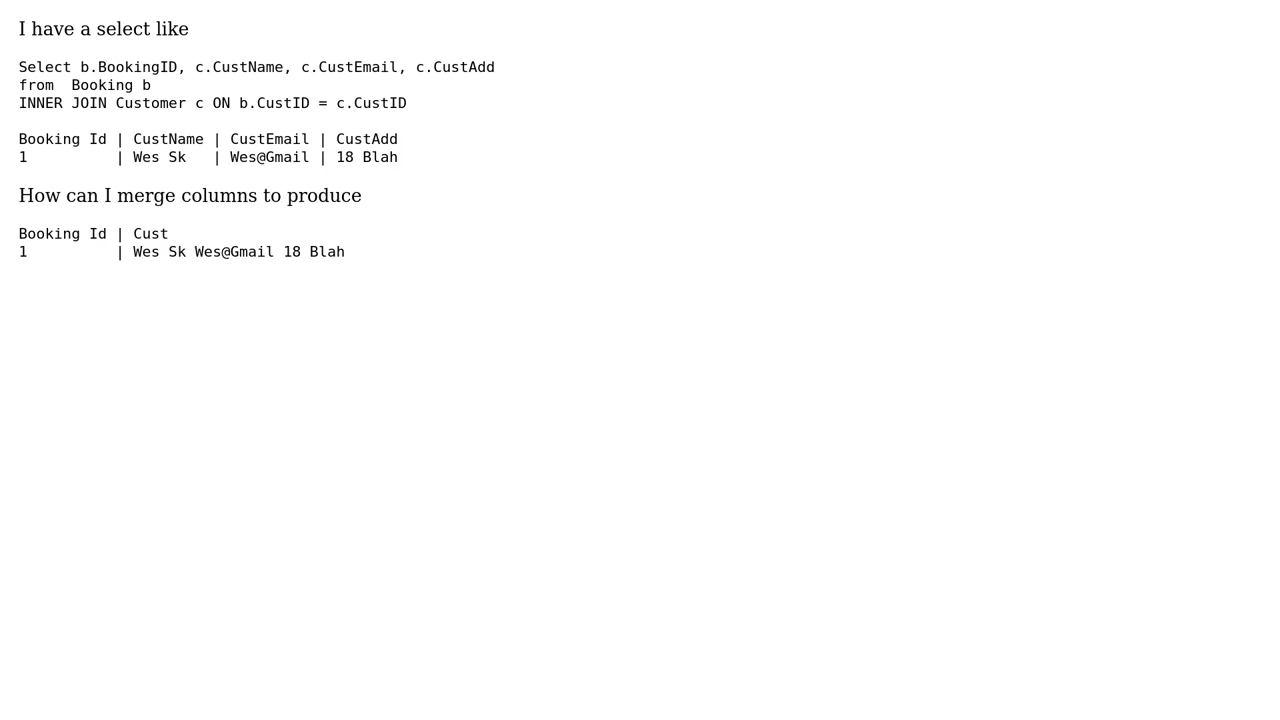 I have a select like
Select b.BookingID, c.CustName, c.CustEmail, c.CustAdd
from  Booking b
INNER JOIN Customer c ON b.CustID = c.CustID
Booking Id | CustName | CustEmail | CustAdd
1          | Wes Sk   | Wes@Gmail | 18 Blah
How can I merge columns to produce
Booking Id | Cust
1          | Wes Sk Wes@Gmail 18 Blah